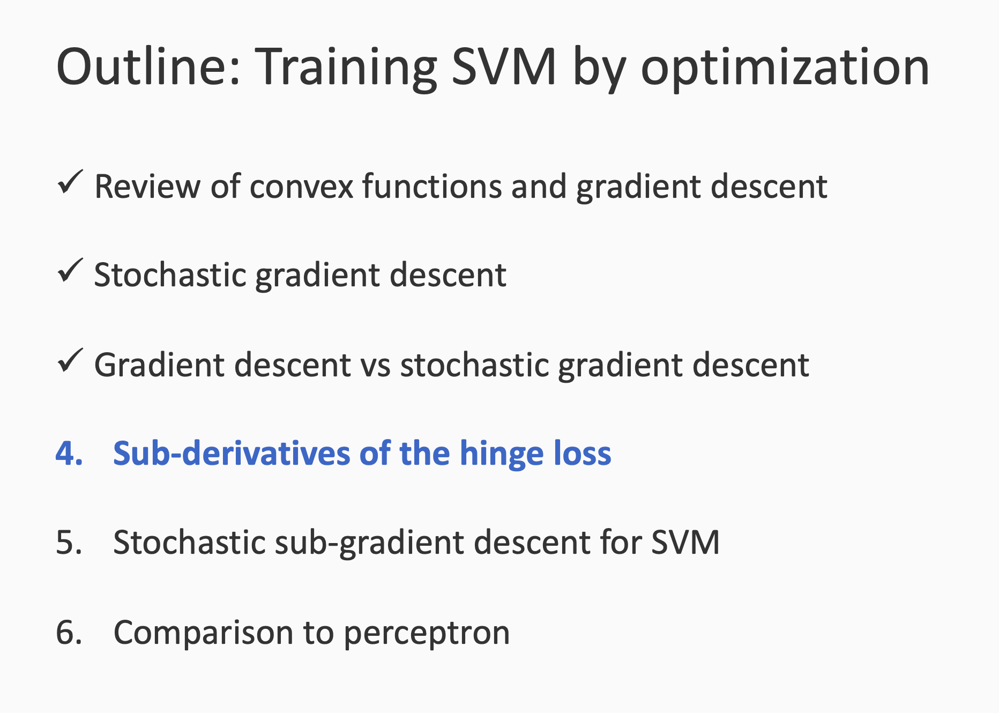 Outline: Training SVM by optimization
✓ Review of convex functions and gradient descent
✓ Stochastic gradient descent
✓ Gradient descent vs stochastic gradient descent
4. Sub-derivatives of the hinge loss
5. Stochastic sub-gradient descent for SVM
6. Comparison to perceptron